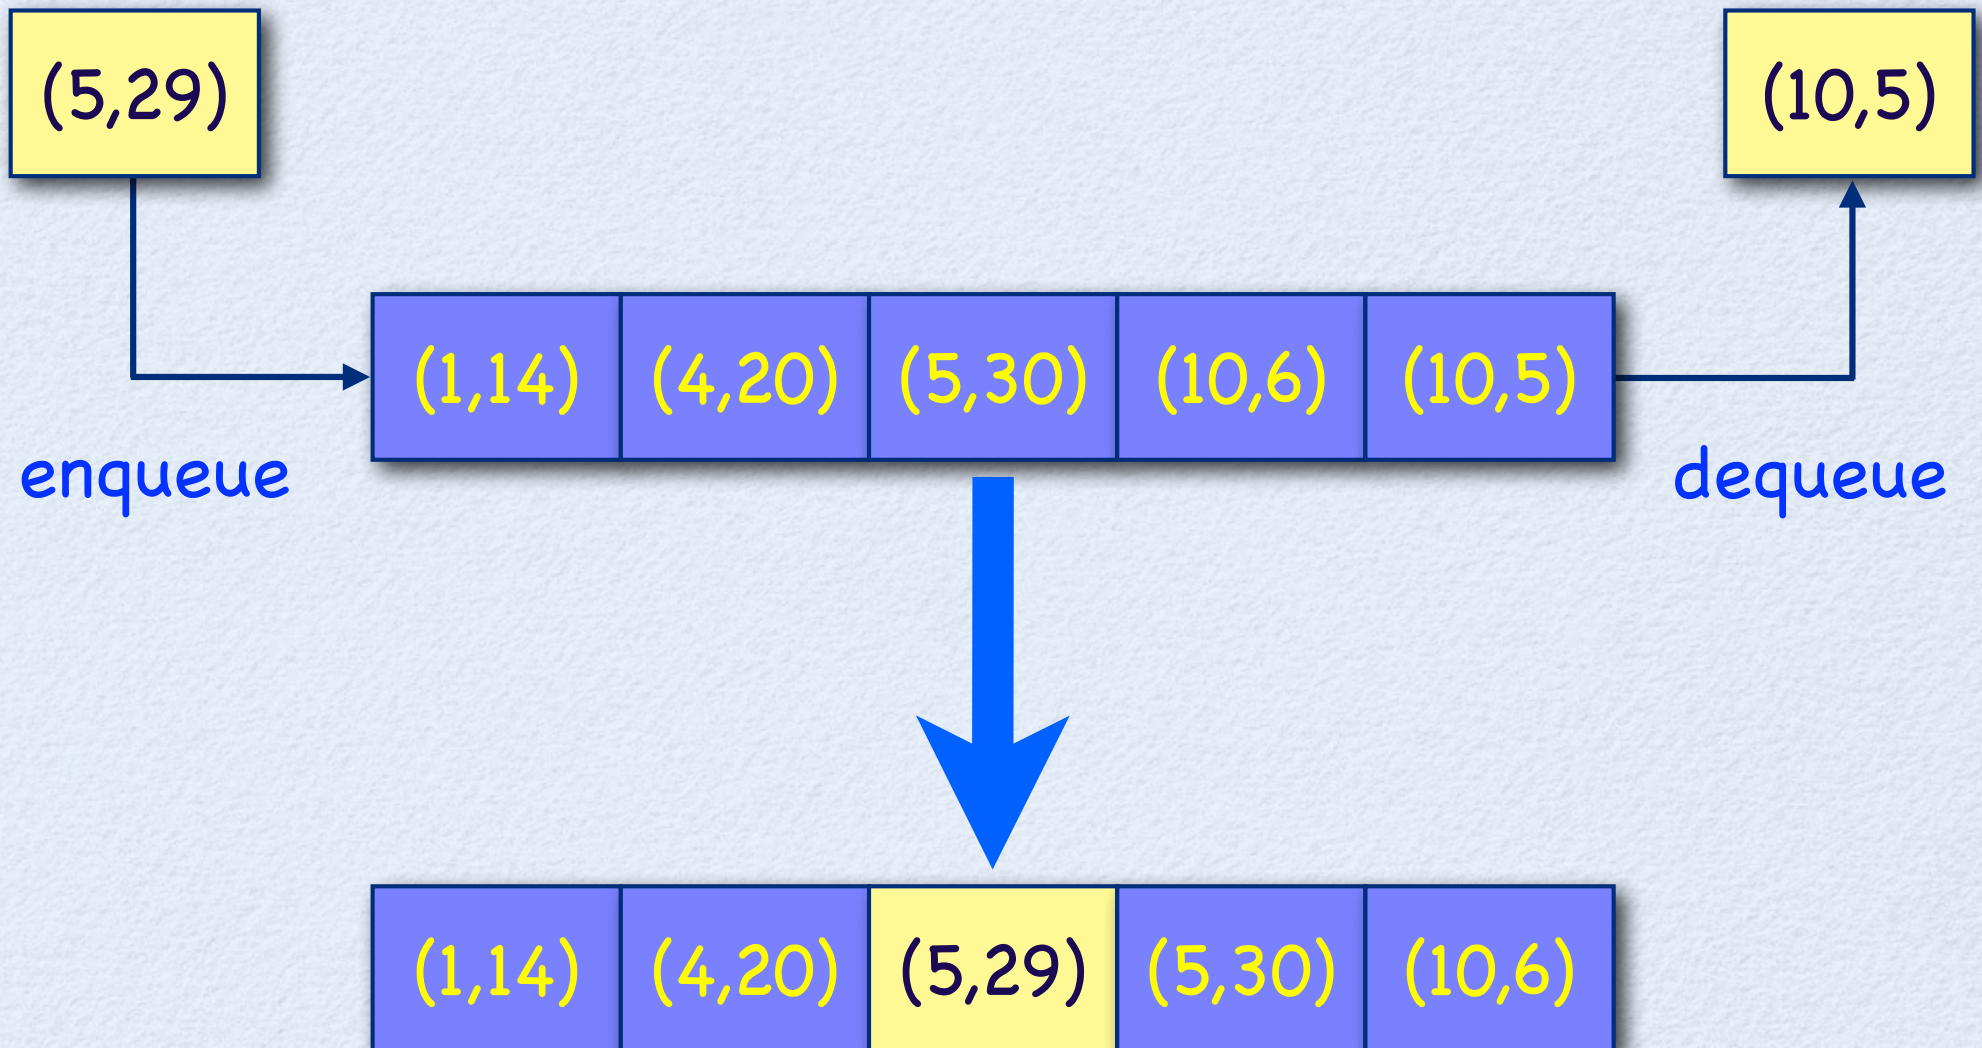 (5,29) (10,5)
(1,14) (4,20) (5,30) (10,6) (10,5)
enqueue dequeue
(1,14) (4,20) (5,29) (5,30) (10,6)